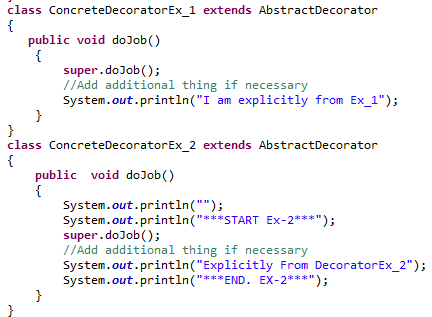 class ConcreteDecoratorEx_1 extends AbstractDecorator
{
public void doJob()
{
super.doJob();
//Add additional thing if necessary
System.out.println("I am explicitly from Ex_1");
}
}
class ConcreteDecoratorEx_2 extends AbstractDecorator
{
public  void doJob()
{
System.out.println("");
System.out.println("***START Ex-2***");
super.doJob();
//Add additional thing if necessary
System.out.println("Explicitly From DecoratorEx_2");
System.out.println("***END. EX-2***");
}
}